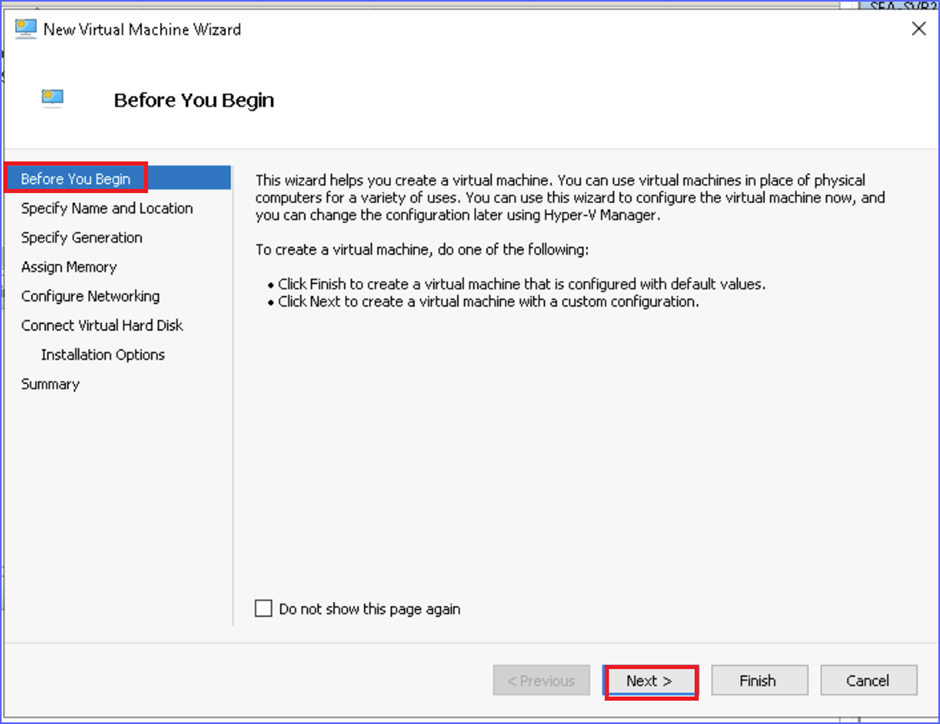 SEA-SVR2
New Virtual Machine Wizard
Before You Begin
Before You Begin
Specify Name and Location
Specify Generation
Assign Memory
Configure Networking
Connect Virtual Hard Disk
Installation Options
Summary
This wizard helps you create a virtual machine. You can use virtual machines in place of physical
computers for a variety of uses. You can use this wizard to configure the virtual machine now, and
you can change the configuration later using Hyper-V Manager.
To create a virtual machine, do one of the following:
• Click Finish to create a virtual machine that is configured with default values.
• Click Next to create a virtual machine with a custom configuration.
Do not show this page again
< Previous
Next >
Finish
Cancel